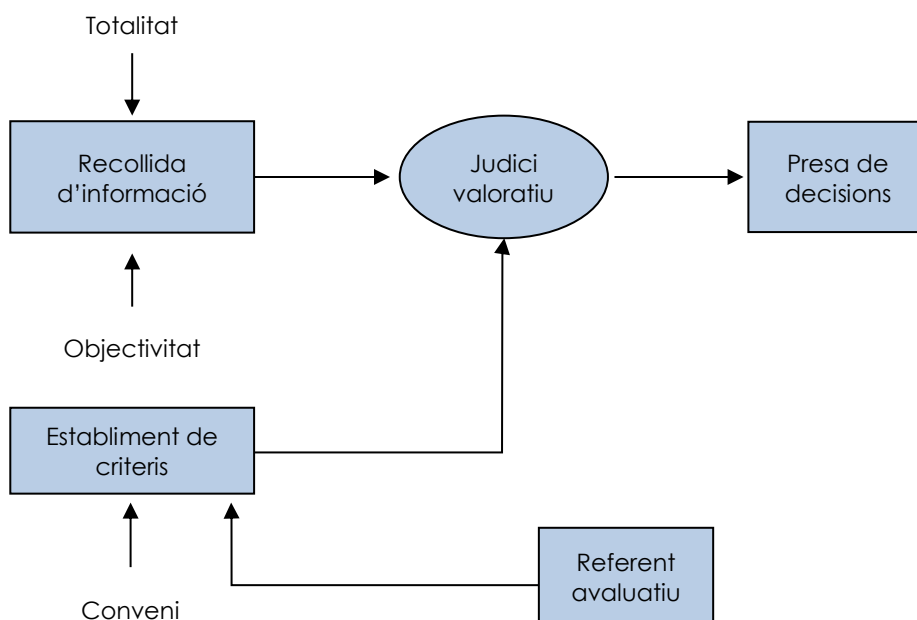 Totalitat
Recollida
d'informació
Judici
valoratiu
Presa de
decisions
Objectivitat
Establiment de
criteris
Referent
avaluatiu
Conveni